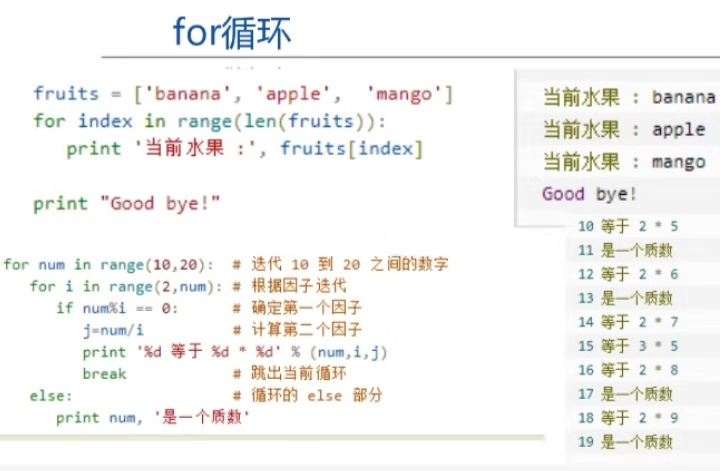 for循环
fruits = ['banana', 'apple',  'mango']
for index in range(len(fruits)):
   print '当前水果 :', fruits[index]
print "Good bye!"
当前水果 : banana
当前水果 : apple
当前水果 : mango
Good bye!
for num in range(10,20):  # 迭代 10 到 20 之间的数字
   for i in range(2,num): # 根据因子迭代
      if num%i == 0:      # 确定第一个因子
         j=num/i          # 计算第二个因子
         print '%d 等于 %d * %d' % (num,i,j)
         break            # 跳出当前循环
   else:                  # 循环的 else 部分
      print num, '是一个质数'
10 等于 2 * 5
11 是一个质数
12 等于 2 * 6
13 是一个质数
14 等于 2 * 7
15 等于 3 * 5
16 等于 2 * 8
17 是一个质数
18 等于 2 * 9
19 是一个质数